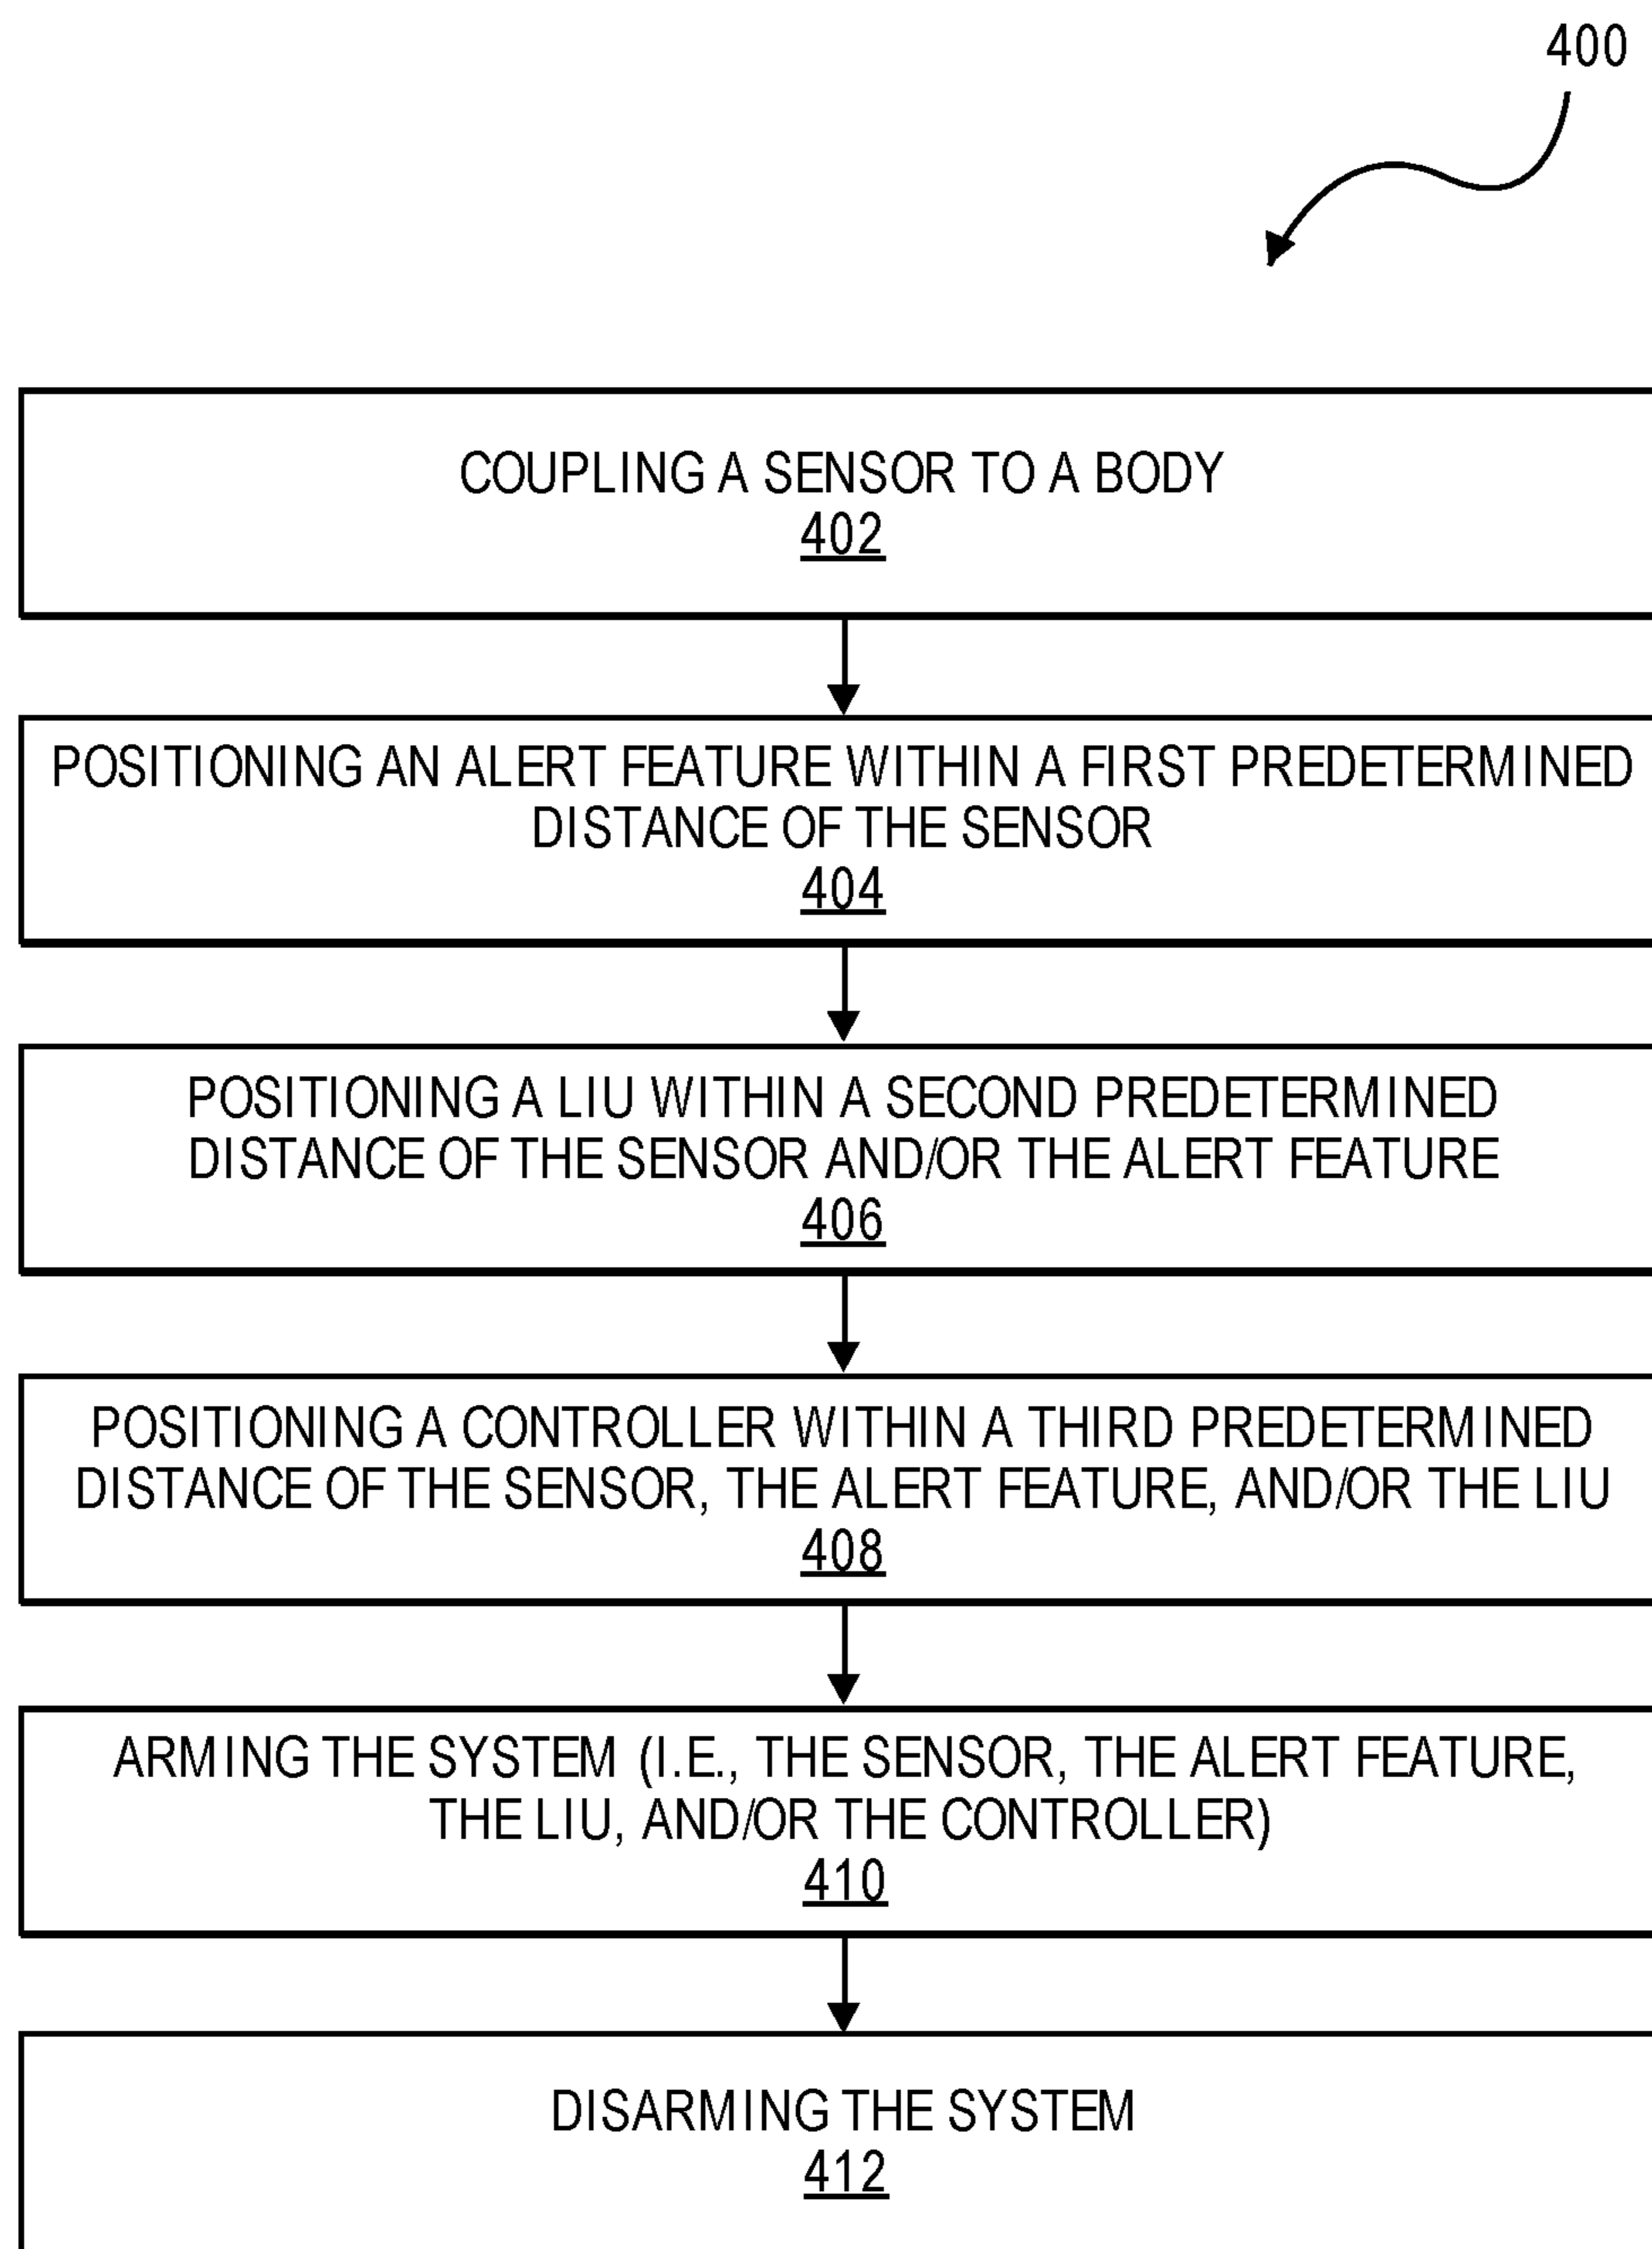 400
COUPLING A SENSOR TO A BODY
402
POSITIONING AN ALERT FEATURE WITHIN A FIRST PREDETERMINED
DISTANCE OF THE SENSOR
404
POSITIONING A LIU WITHIN A SECOND PREDETERMINED
DISTANCE OF THE SENSOR AND/OR THE ALERT FEATURE
406
POSITIONING A CONTROLLER WITHIN A THIRD PREDETERMINED
DISTANCE OF THE SENSOR, THE ALERT FEATURE, AND/OR THE LIU
408
ARMING THE SYSTEM (I.E., THE SENSOR, THE ALERT FEATURE,
THE LIU, AND/OR THE CONTROLLER)
410
DISARMING THE SYSTEM
412